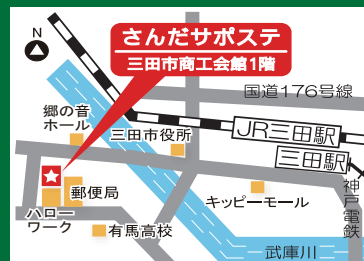 N
さんだサポステ
三田市商工会館1階
国道176号線
郷の音
ホール
三田市役所
JR三田駅
三田駅
郵便局
ハロー
ワーク
キッピーモール
神戸電鉄
有馬高校
武庫川